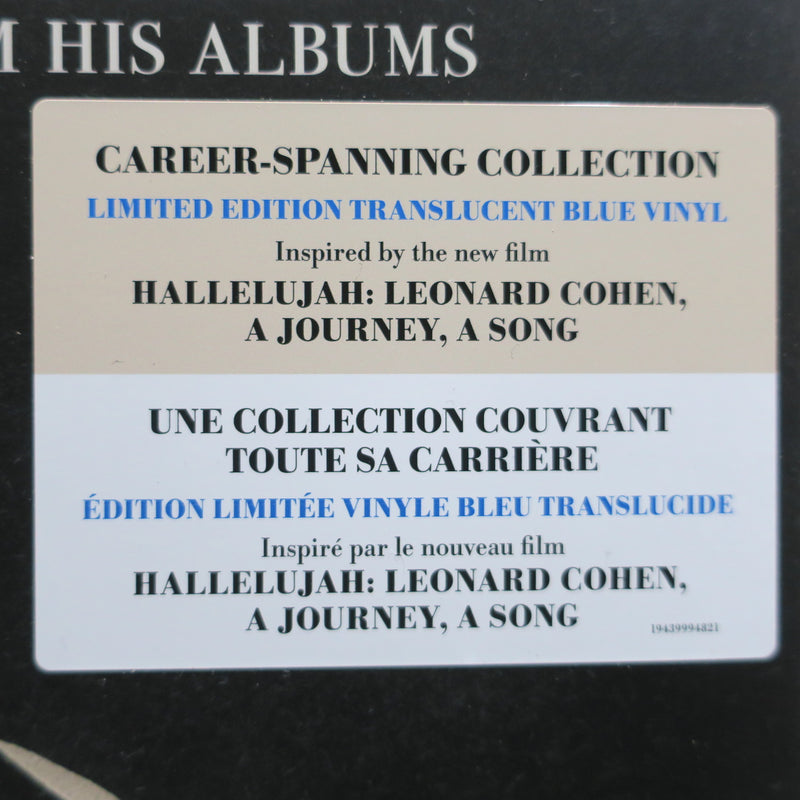 M HIS ALBUMS
CAREER-SPANNING COLLECTION
LIMITED EDITION TRANSLUCENT BLUE VINYL
Inspired by the new film
HALLELUJAH: LEONARD COHEN,
A JOURNEY, A SONG
UNE COLLECTION COUVRANT
TOUTE SA CARRIÈRE
ÉDITION LIMITÉE VINYLE BLEU TRANSLUCIDE
Inspiré par le nouveau film
HALLELUJAH: LEONARD COHEN,
A JOURNEY, A SONG
19439994821